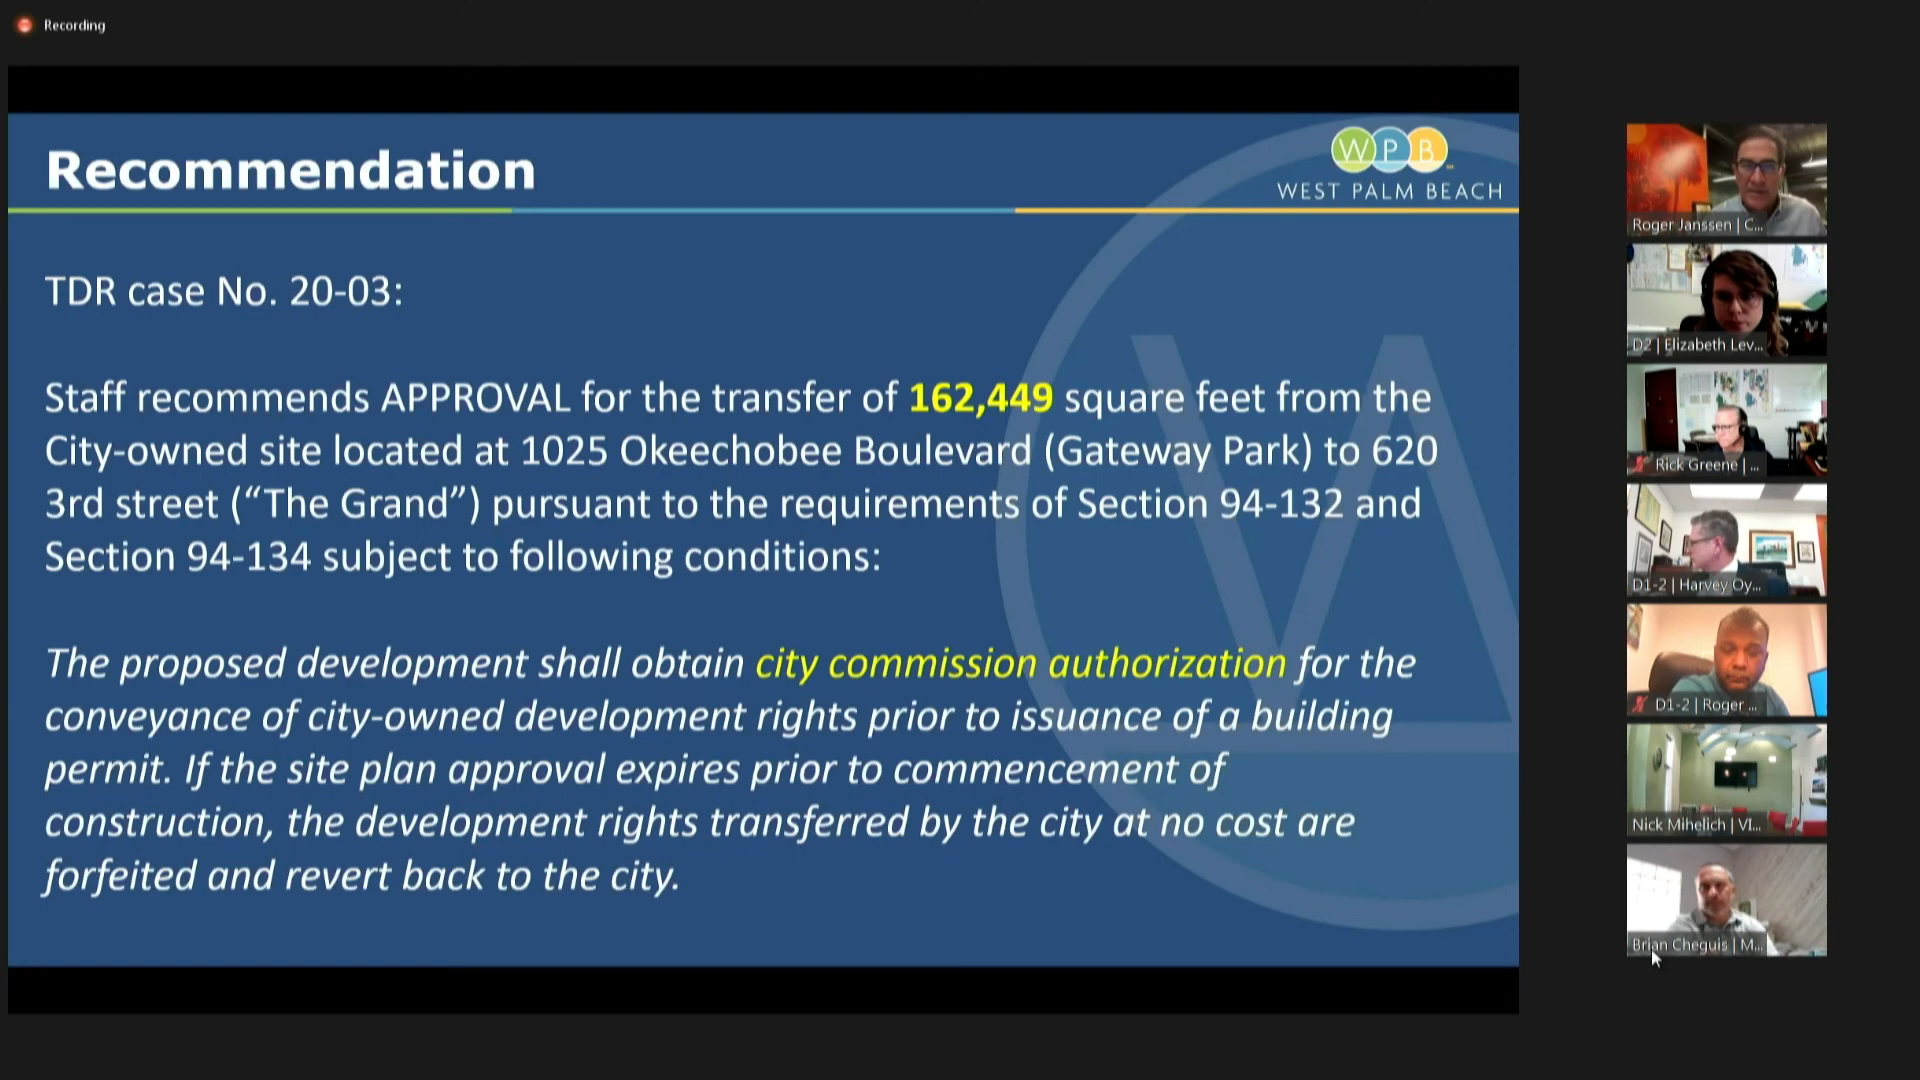 Recording
Recommendation
W P B
WEST PALM BEACH
TDR case No. 20-03:
Staff recommends APPROVAL for the transfer of 162,449 square feet from the
City-owned site located at 1025 Okeechobee Boulevard (Gateway Park) to 620
3rd street (“The Grand”) pursuant to the requirements of Section 94-132 and
Section 94-134 subject to following conditions:
The proposed development shall obtain city commission authorization for the
conveyance of city-owned development rights prior to issuance of a building
permit. If the site plan approval expires prior to commencement of
construction, the development rights transferred by the city at no cost are
forfeited and revert back to the city.
Roger Janssen | C...
D2 | Elizabeth Lev...
Rick Greene | ...
D1-2 | Harvey Oy...
D1-2 | Roger ...
Nick Mihelich | VI...
Brian Cheguis | M...